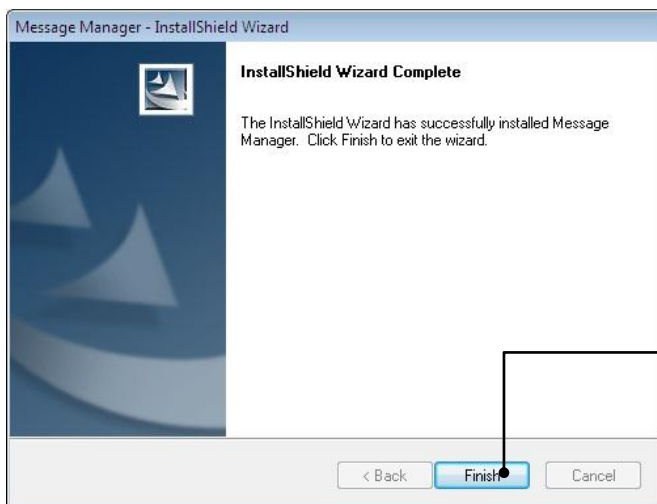 Message Manager - InstallShield Wizard
InstallShield Wizard Complete
The InstallShield Wizard has successfully installed Message
Manager. Click Finish to exit the wizard.
< Back
Finish
Cancel